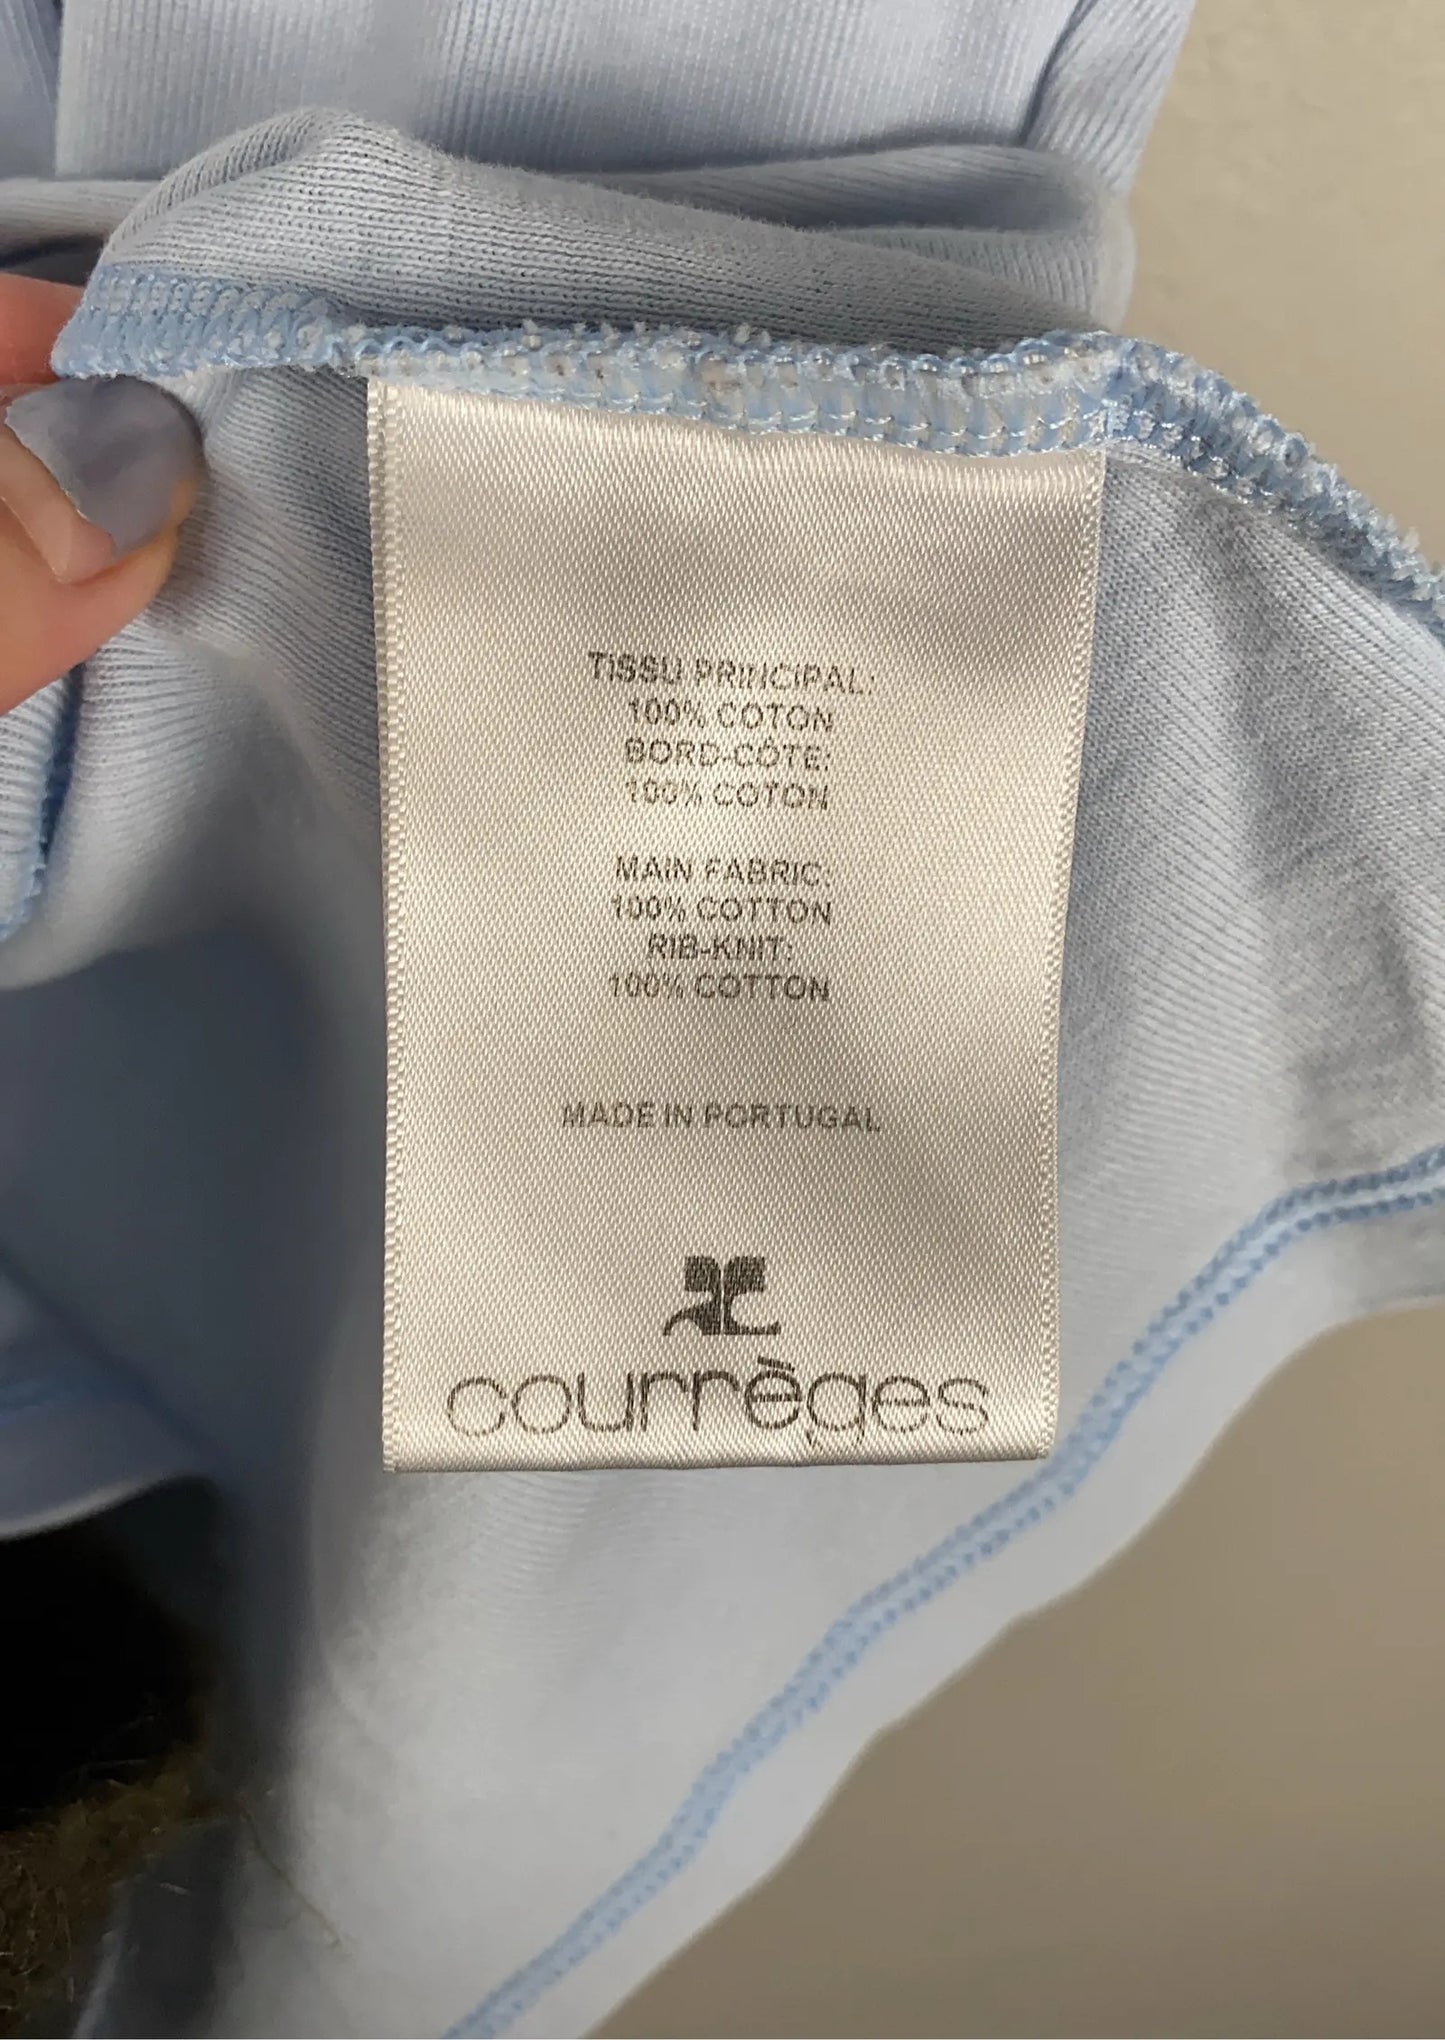 TISSU PRINCIPAL:
100% COTON
BORD-CÔTE:
100% COTON
MAIN FABRIC:
100% COTTON
RIB-KNIT:
100% COTTON
MADE IN PORTUGAL
courrèges